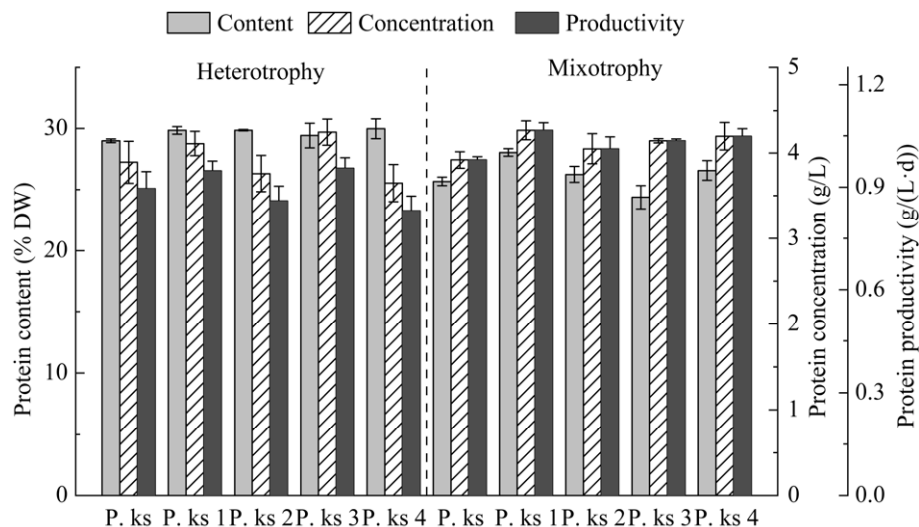 Content Concentration Productivity
Heterotrophy Mixotrophy
Protein content (% DW)
30
20
10
0
Protein concentration (g/L)
5
4
3
2
1
0
Protein productivity (g/(L·d))
1.2
0.9
0.6
0.3
0.0
P. ks P. ks 1 P. ks 2 P. ks 3 P. ks 4 P. ks P. ks 1 P. ks 2 P. ks 3 P. ks 4